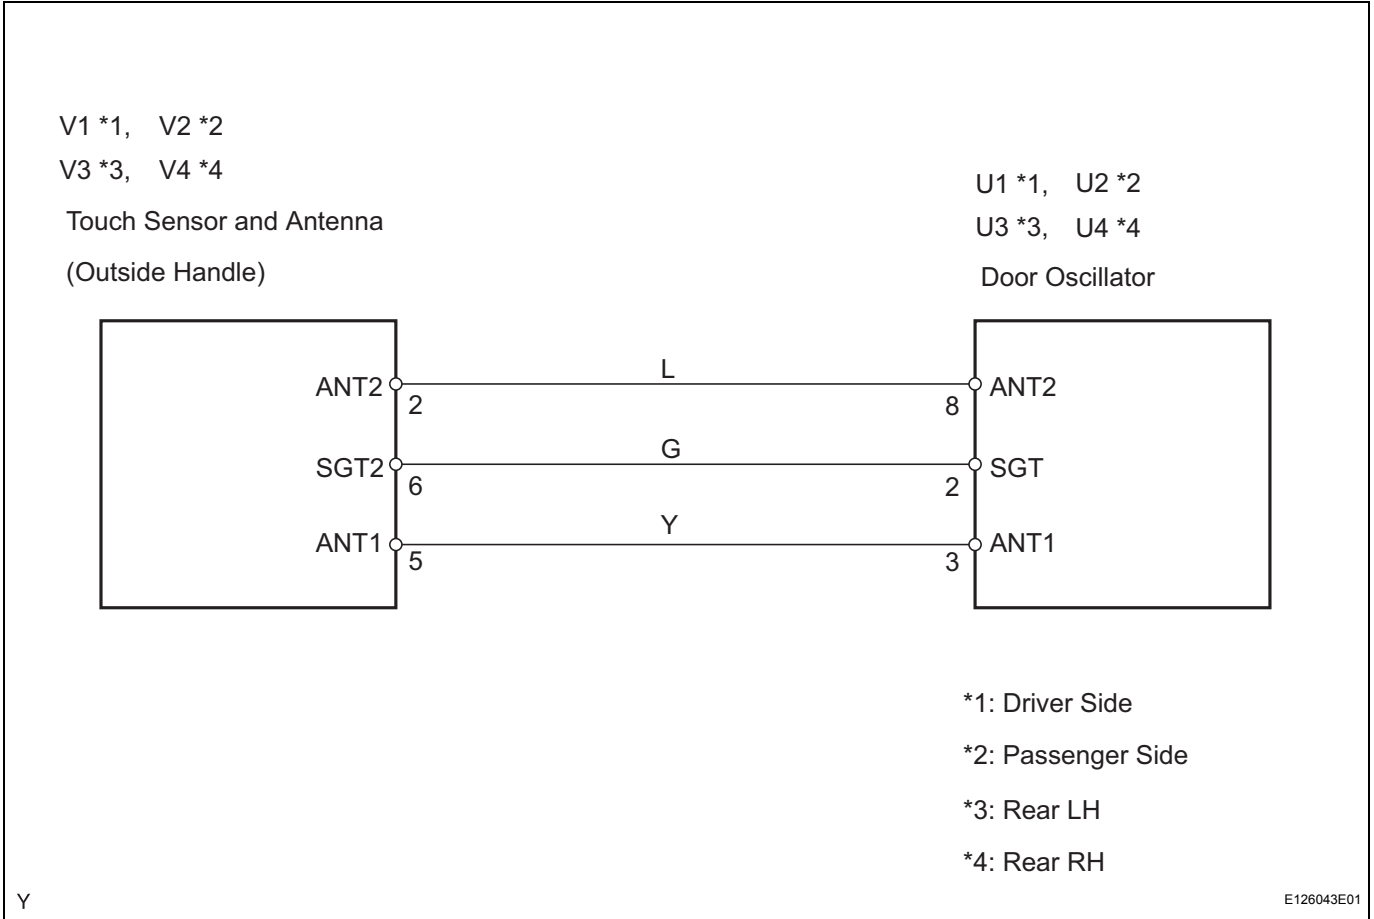 V1 *1, V2 *2
V3 *3, V4 *4
Touch Sensor and Antenna
(Outside Handle)
U1 *1, U2 *2
U3 *3, U4 *4
Door Oscillator
ANT2 2 L 8 ANT2
SGT2 6 G 2 SGT
ANT1 5 Y 3 ANT1
*1: Driver Side
*2: Passenger Side
*3: Rear LH
*4: Rear RH
Y
E126043E01